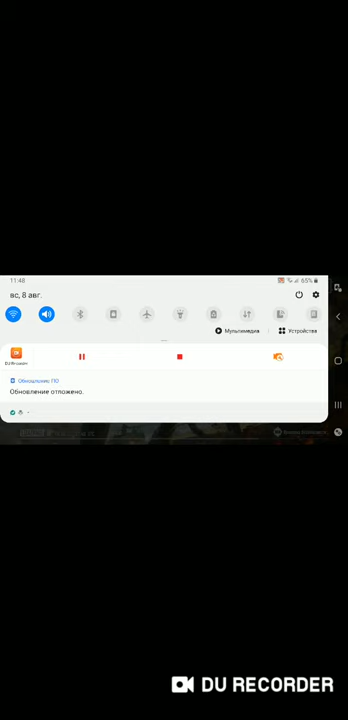 11:48
65%
вс, 8 авг.
Мультимедиа
Устройства
DU Recorder
Обновление ПО
Обновление отложено.
DU RECORDER